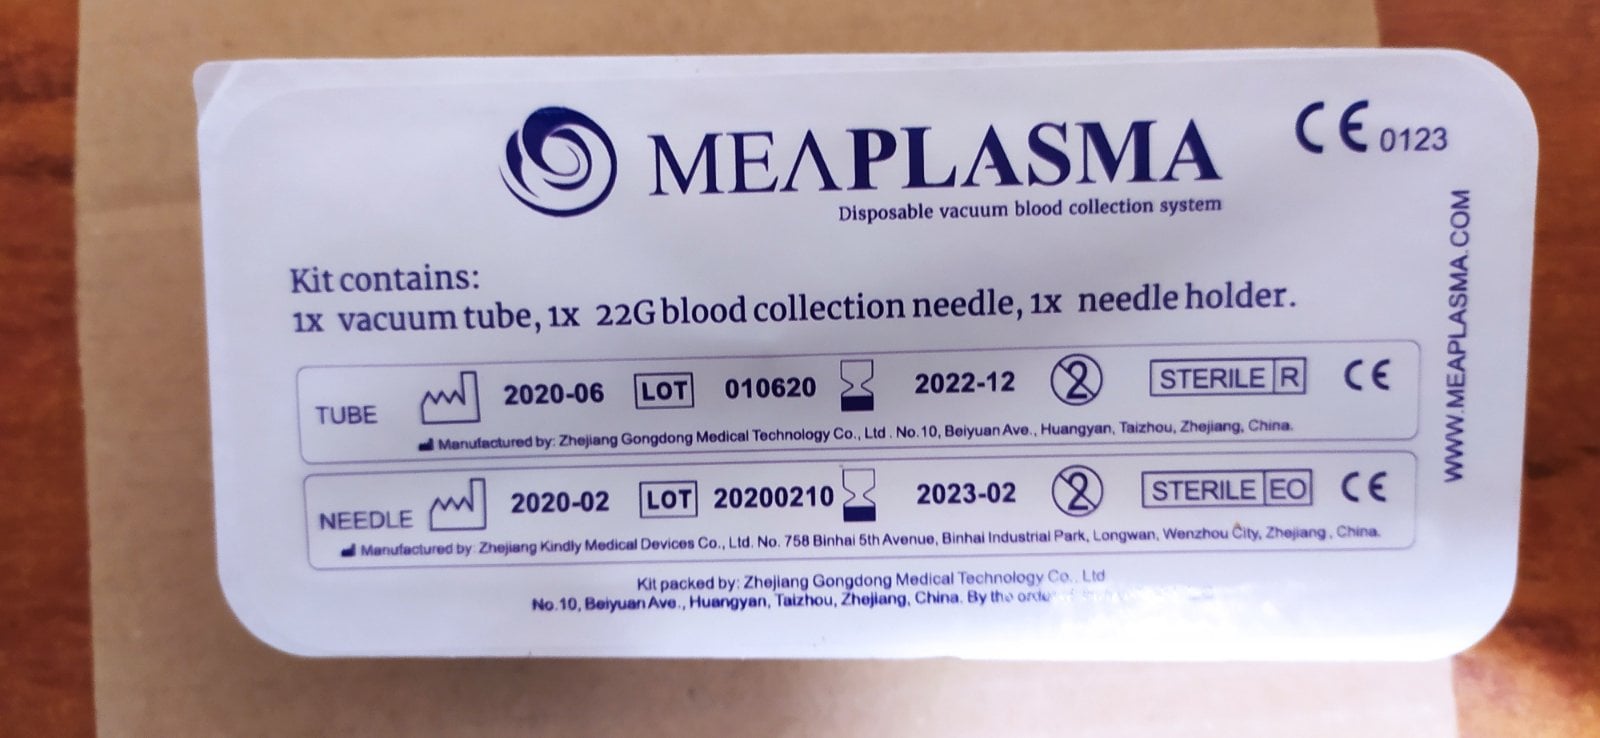 MEAPLASMA
CE 0123
Disposable vacuum blood collection system
WWW.MEAPLASMA.COM
Kit contains:
1x vacuum tube, 1x 22G blood collection needle, 1x needle holder.
TUBE 2020-06 LOT 010620 2022-12 2 STERILE R CE
Manufactured by: Zhejiang Gongdong Medical Technology Co., Ltd . No.10, Beiyuan Ave., Huangyan, Taizhou, Zhejiang, China.
NEEDLE 2020-02 LOT 20200210 2023-02 2 STERILE EO CE
Manufactured by: Zhejiang Kindly Medical Devices Co., Ltd. No. 758 Binhai 5th Avenue, Binhai Industrial Park, Longwan, Wenzhou City, Zhejiang , China.
Kit packed by: Zhejiang Gongdong Medical Technology Co., Ltd
No.10, Beiyuan Ave., Huangyan, Taizhou, Zhejiang, China. By the orde